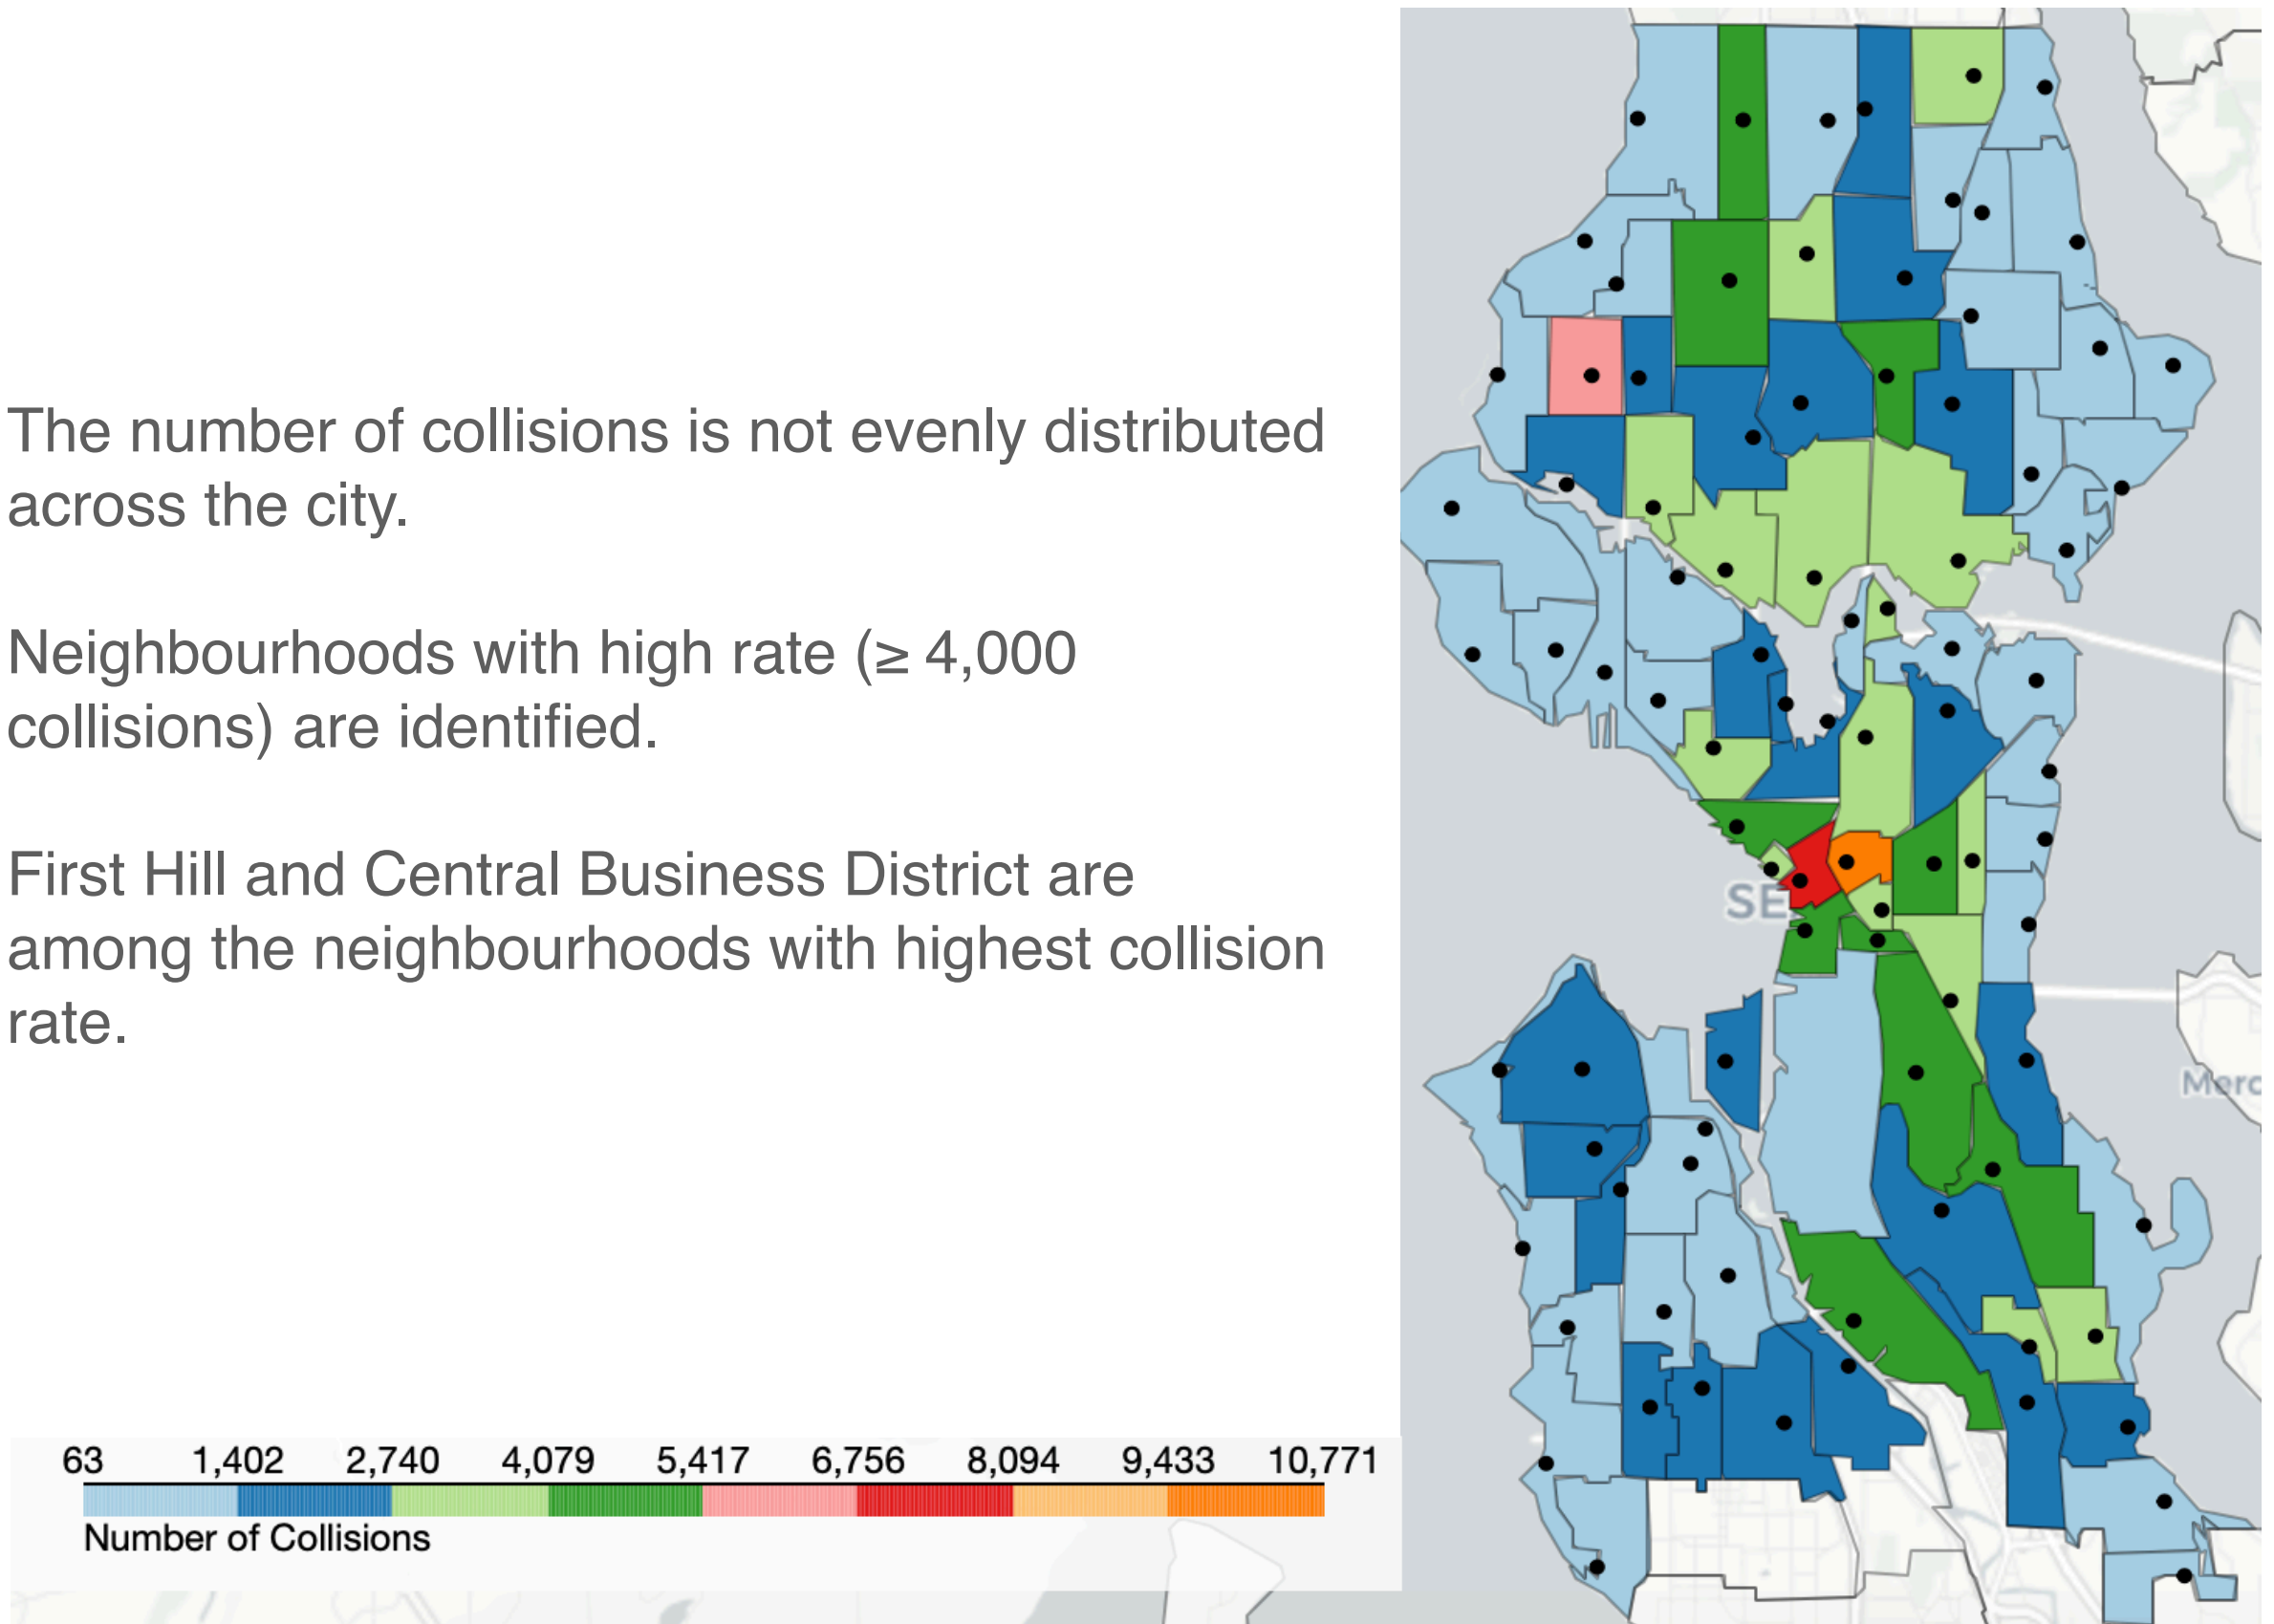 The number of collisions is not evenly distributed
across the city.
Neighbourhoods with high rate (≥ 4,000
collisions) are identified.
First Hill and Central Business District are
among the neighbourhoods with highest collision
rate.
SE
Merc
63 1,402 2,740 4,079 5,417 6,756 8,094 9,433 10,771
Number of Collisions